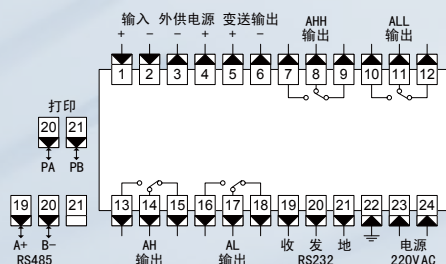 输入 外供电源 变送输出 AHH ALL
+ − − + + − 输出 输出
1 2 3 4 5 6 7 8 9 10 11 12
打印
20 21
PA PB
19 20 21 13 14 15 16 17 18 19 20 21 22 23 24
A+ B- AH AL 收 发 地 电源
RS485 输出 输出 RS232 220VAC